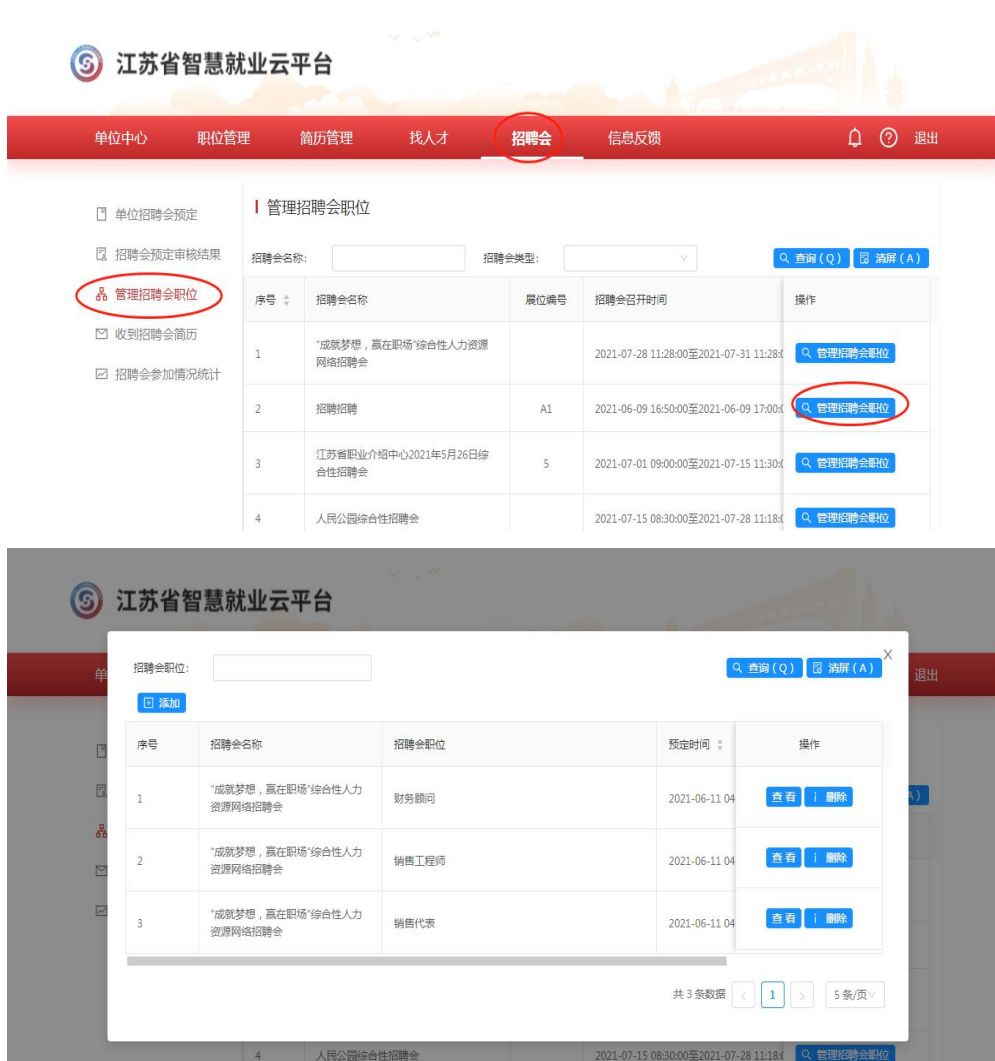 江苏省智慧就业云平台
单位中心 职位管理 简历管理 找人才 招聘会 信息反馈 退出
单位招聘会预定
招聘会预定审核结果
管理招聘会职位
收到招聘会简历
招聘会参加情况统计
管理招聘会职位
招聘会名称: 招聘会类型: 查询(Q) 清屏(A)
序号 招聘会名称 展位编号 招聘会召开时间 操作
1 “成就梦想，赢在职场”综合性人力资源 2021-07-28 11:28:00至2021-07-31 11:28:( 管理招聘会职位
网络招聘会
2 招聘招聘 A1 2021-06-09 16:50:00至2021-06-09 17:00:( 管理招聘会职位
3 江苏省职业介绍中心2021年5月26日综 5 2021-07-01 09:00:00至2021-07-15 11:30:( 管理招聘会职位
合性招聘会
4 人民公园综合性招聘会 2021-07-15 08:30:00至2021-07-28 11:18:( 管理招聘会职位
江苏省智慧就业云平台
单 退出
招聘会职位: 查询(Q) 清屏(A) X
添加
序号 招聘会名称 招聘会职位 预定时间 操作
1 “成就梦想，赢在职场”综合性人力 财务顾问 2021-06-11 04 查看 删除
资源网络招聘会
2 “成就梦想，赢在职场”综合性人力 销售工程师 2021-06-11 04 查看 删除
资源网络招聘会
3 “成就梦想，赢在职场”综合性人力 销售代表 2021-06-11 04 查看 删除
资源网络招聘会
共 3 条数据 < 1 > 5 条/页
4 人民公园综合性招聘会 2021-07-15 08:30:00至2021-07-28 11:18:( 管理招聘会职位